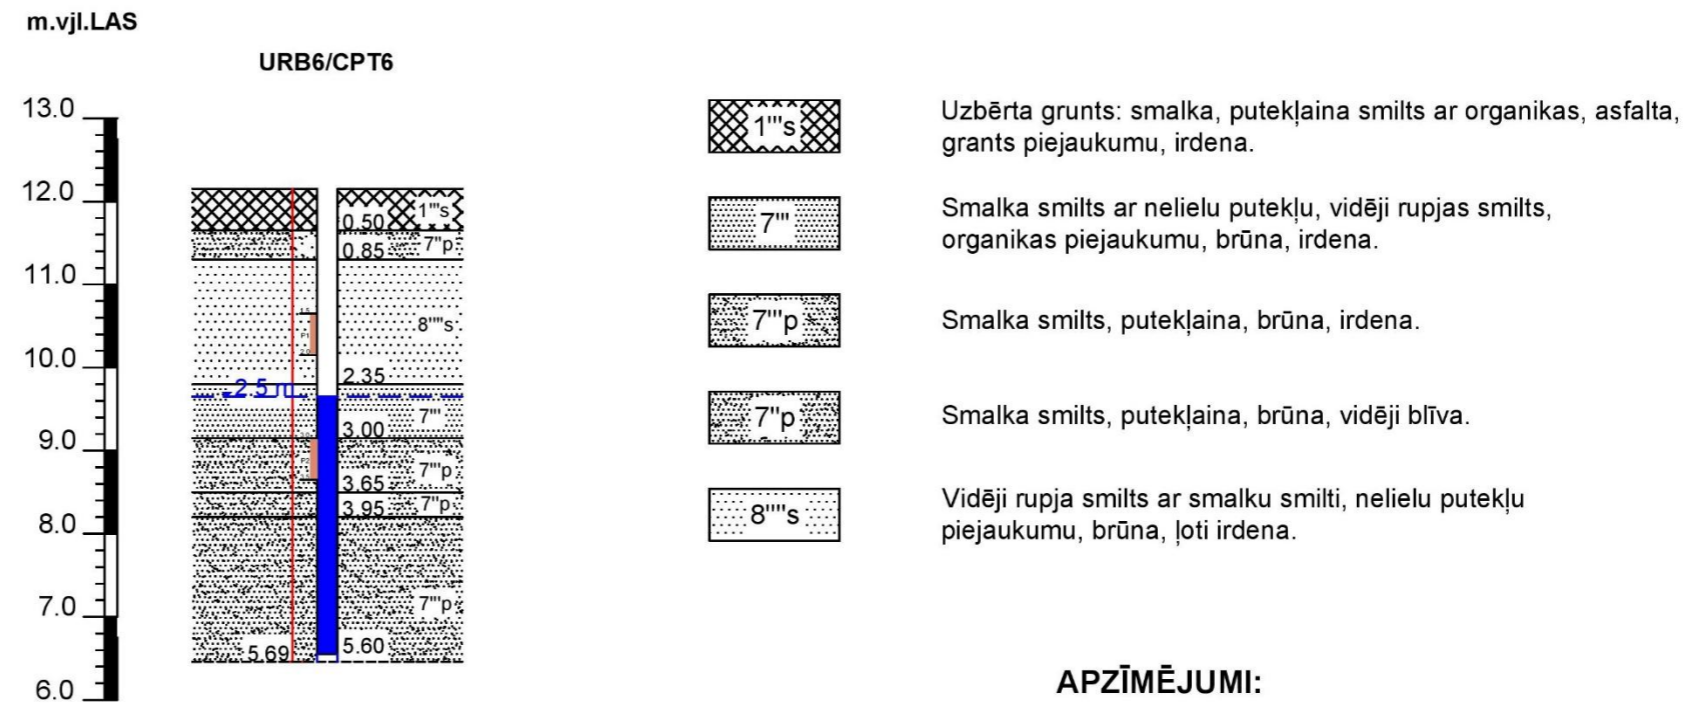 m.vjl.LAS
URB6/CPT6
13.0
12.0
11.0
10.0
9.0
8.0
7.0
6.0
0.50
1'''s
0.85
7''p
8''''s
P1
2.35
2.5
7'''
3.00
P2
7'''p
3.65
7''p
3.95
7'''p
5.69
5.60
1'''s
Uzbērta grunts: smalka, putekļaina smilts ar organikas, asfalta,
grants piejaukumu, irdena.
7'''
Smalka smilts ar nelielu putekļu, vidēji rupjas smilts,
organikas piejaukumu, brūna, irdena.
7'''p
Smalka smilts, putekļaina, brūna, irdena.
7''p
Smalka smilts, putekļaina, brūna, vidēji blīva.
8''''s
Vidēji rupja smilts ar smalku smilti, nelielu putekļu
piejaukumu, brūna, ļoti irdena.
APZĪMĒJUMI: